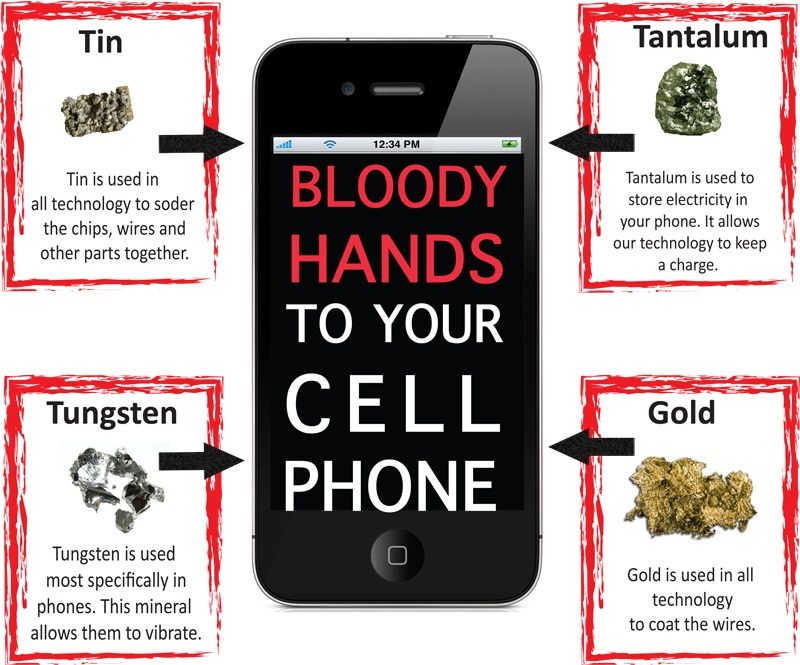 Tin
Tin is used in
all technology to soder
the chips, wires and
other parts together.
Tantalum
Tantalum is used to
store electricity in
your phone. It allows
our technology to keep
a charge.
12:34 PM
BLOODY
HANDS
TO YOUR
CELL
PHONE
Tungsten
Tungsten is used
most specifically in
phones. This mineral
allows them to vibrate.
Gold
Gold is used in all
technology
to coat the wires.